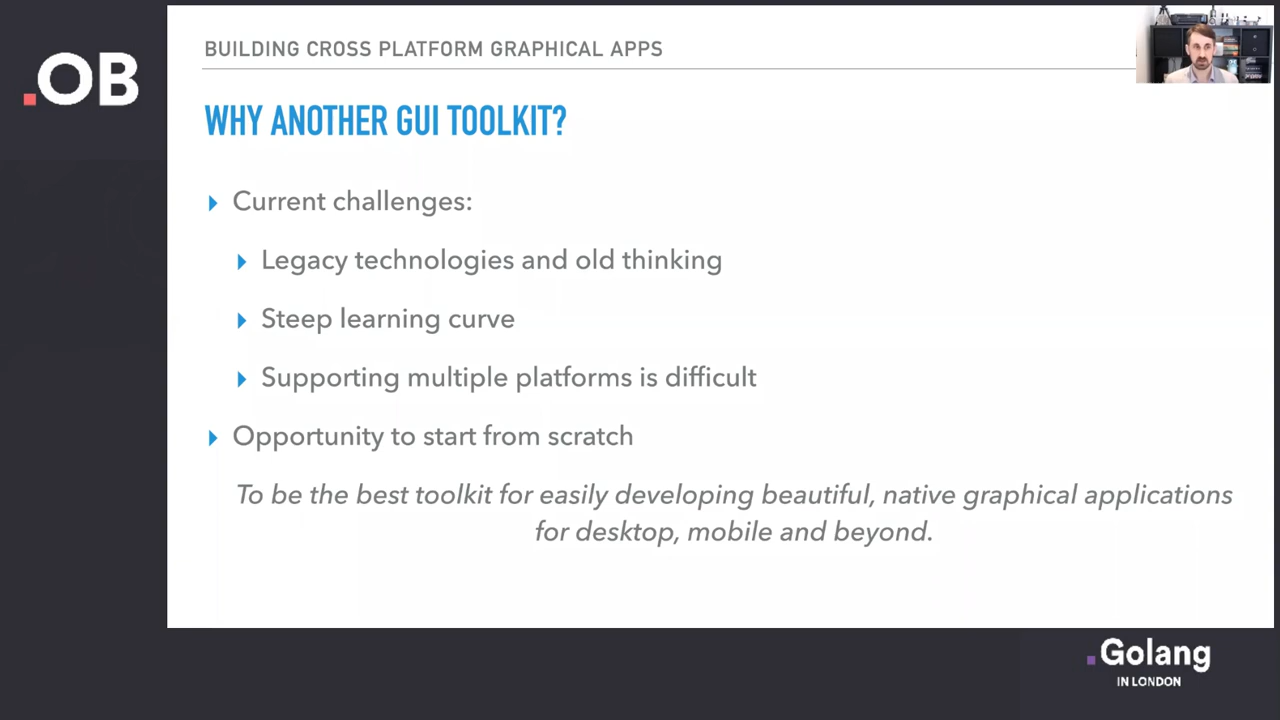 .OB
BUILDING CROSS PLATFORM GRAPHICAL APPS
WHY ANOTHER GUI TOOLKIT?
Current challenges:
Legacy technologies and old thinking
Steep learning curve
Supporting multiple platforms is difficult
Opportunity to start from scratch
To be the best toolkit for easily developing beautiful, native graphical applications
for desktop, mobile and beyond.
.Golang
IN LONDON